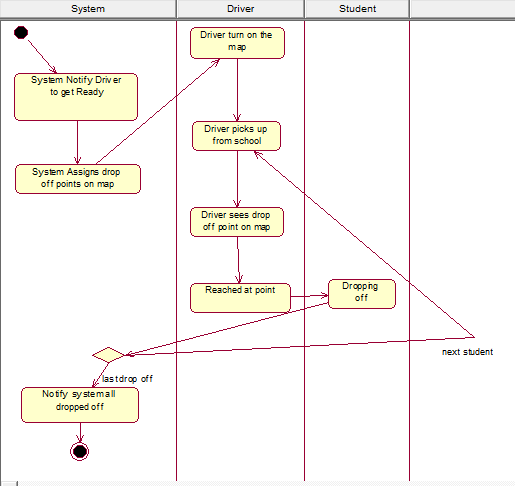 System
Driver
Student
Driver turn on the
map
System Notify Driver
to get Ready
Driver picks up
from school
System Assigns drop
off points on map
Driver sees drop
off point on map
Reached at point
Dropping
off
next student
last drop off
Notify system all
dropped off